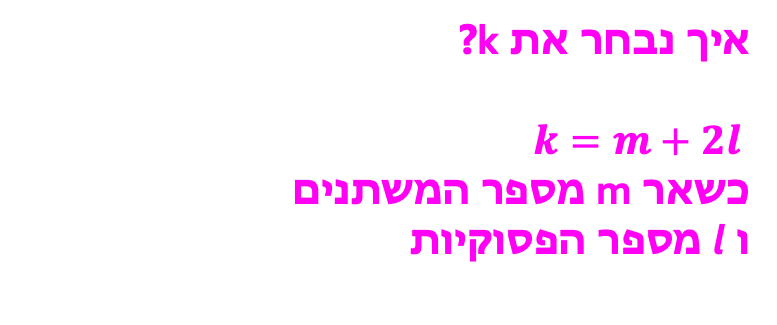 איך נבחר את k?
k = m + 2l
כשאר m מספר המשתנים
ו l מספר הפסוקיות